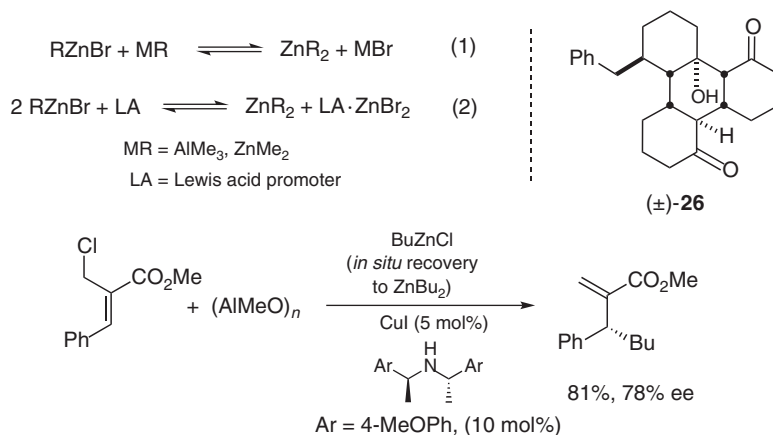 RZnBr + MR ⇌ ZnR₂ + MBr (1)
2 RZnBr + LA ⇌ ZnR₂ + LA·ZnBr₂ (2)
MR = AlMe₃, ZnMe₂
LA = Lewis acid promoter
Ph
O
OH
H
O
(±)-26
Cl
CO₂Me
Ph
+ (AlMeO)ₙ
BuZnCl
(in situ recovery
to ZnBu₂)
CuI (5 mol%)
H
Ar N Ar
Ar = 4-MeOPh, (10 mol%)
CO₂Me
Ph Bu
81%, 78% ee